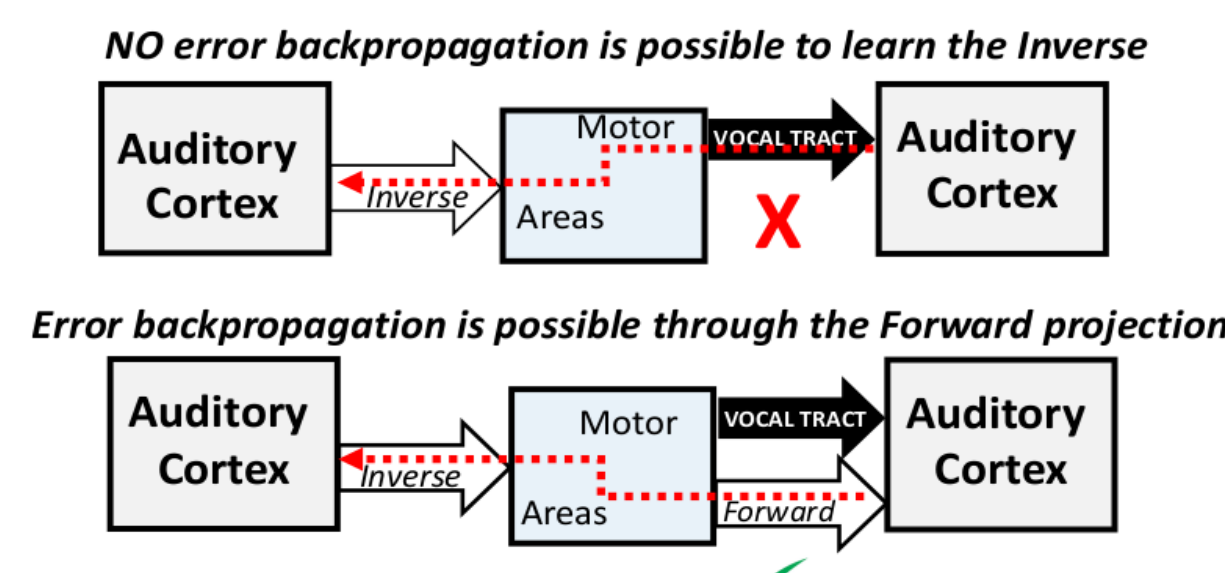 NO error backpropagation is possible to learn the Inverse
Auditory
Cortex
Inverse
Motor
Areas
VOCAL TRACT
X
Auditory
Cortex
Error backpropagation is possible through the Forward projection
Auditory
Cortex
Inverse
Motor
Areas
VOCAL TRACT
Forward
Auditory
Cortex